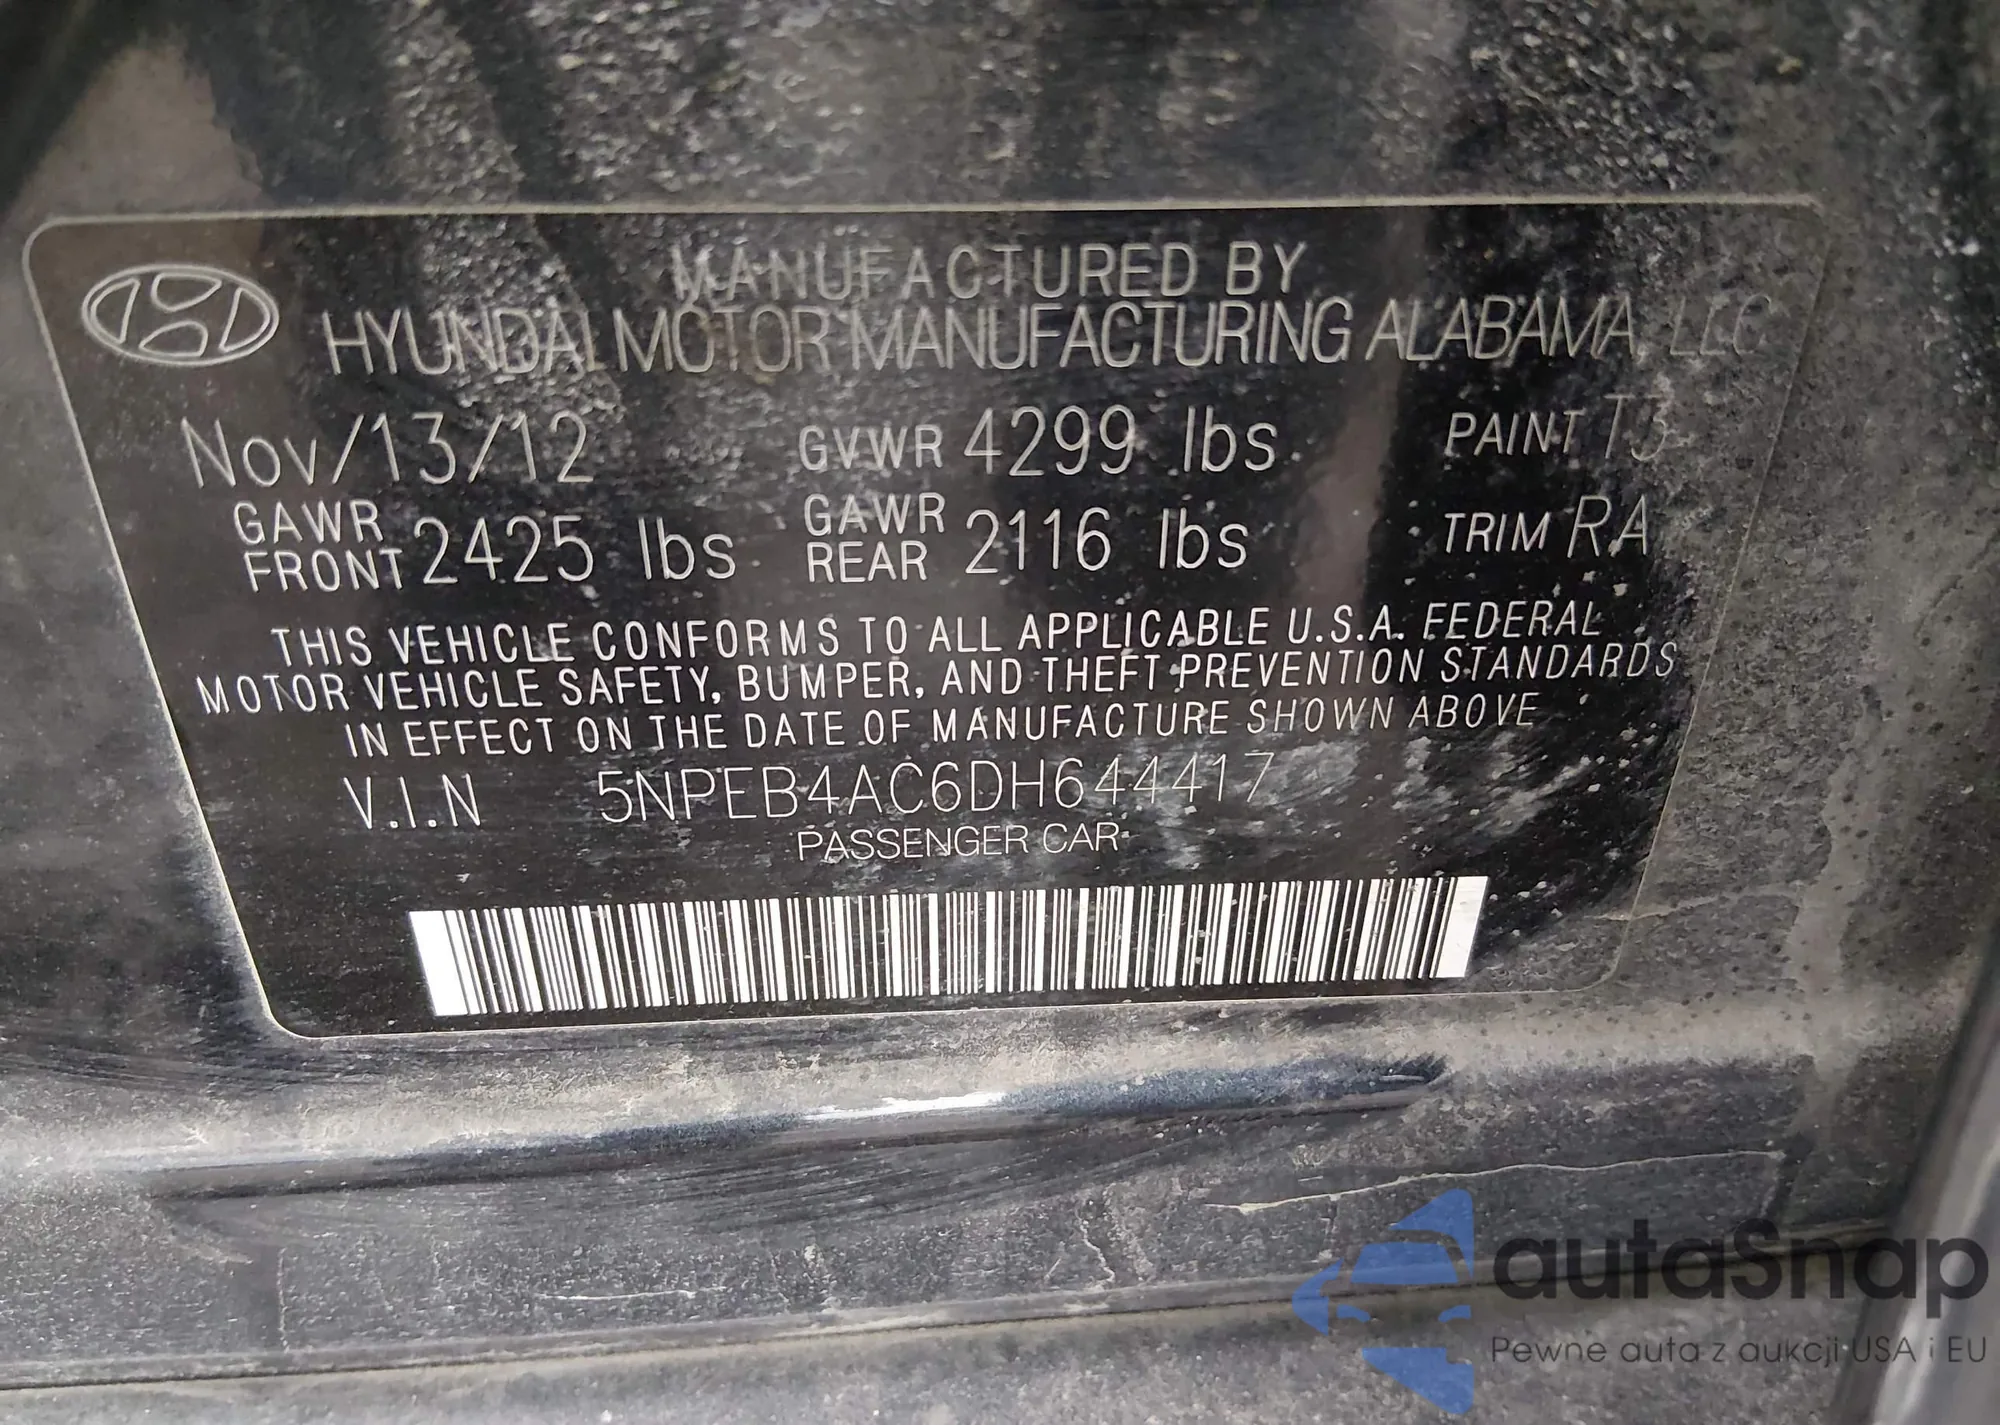 MANUFACTURED BY
HYUNDAI MOTOR MANUFACTURING ALABAMA, LLC
Nov/13/12 GVWR 4299 lbs PAINT T3
GAWR FRONT 2425 lbs GAWR REAR 2116 lbs TRIM RA
THIS VEHICLE CONFORMS TO ALL APPLICABLE U.S.A. FEDERAL
MOTOR VEHICLE SAFETY, BUMPER, AND THEFT PREVENTION STANDARDS
IN EFFECT ON THE DATE OF MANUFACTURE SHOWN ABOVE
V.I.N 5NPEB4AC6DH644417
PASSENGER CAR
autaSnap
Pewne auta z aukcji USA i EU